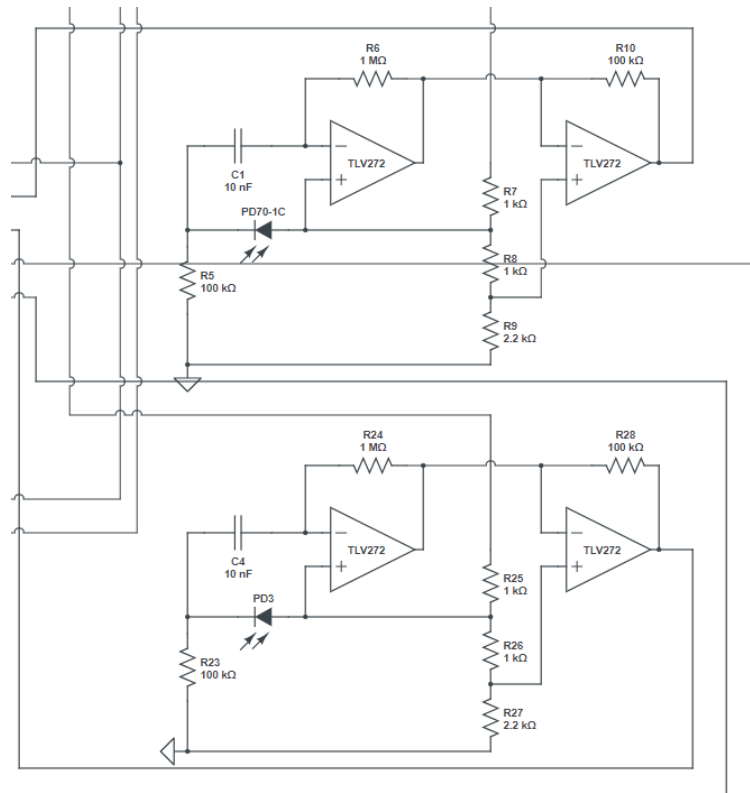 R6
1 MΩ
R10
100 kΩ
−
+
TLV272
−
+
TLV272
C1
10 nF
R7
1 kΩ
PD70-1C
R5
100 kΩ
R8
1 kΩ
R9
2.2 kΩ
R24
1 MΩ
R28
100 kΩ
−
+
TLV272
−
+
TLV272
C4
10 nF
R25
1 kΩ
PD3
R23
100 kΩ
R26
1 kΩ
R27
2.2 kΩ